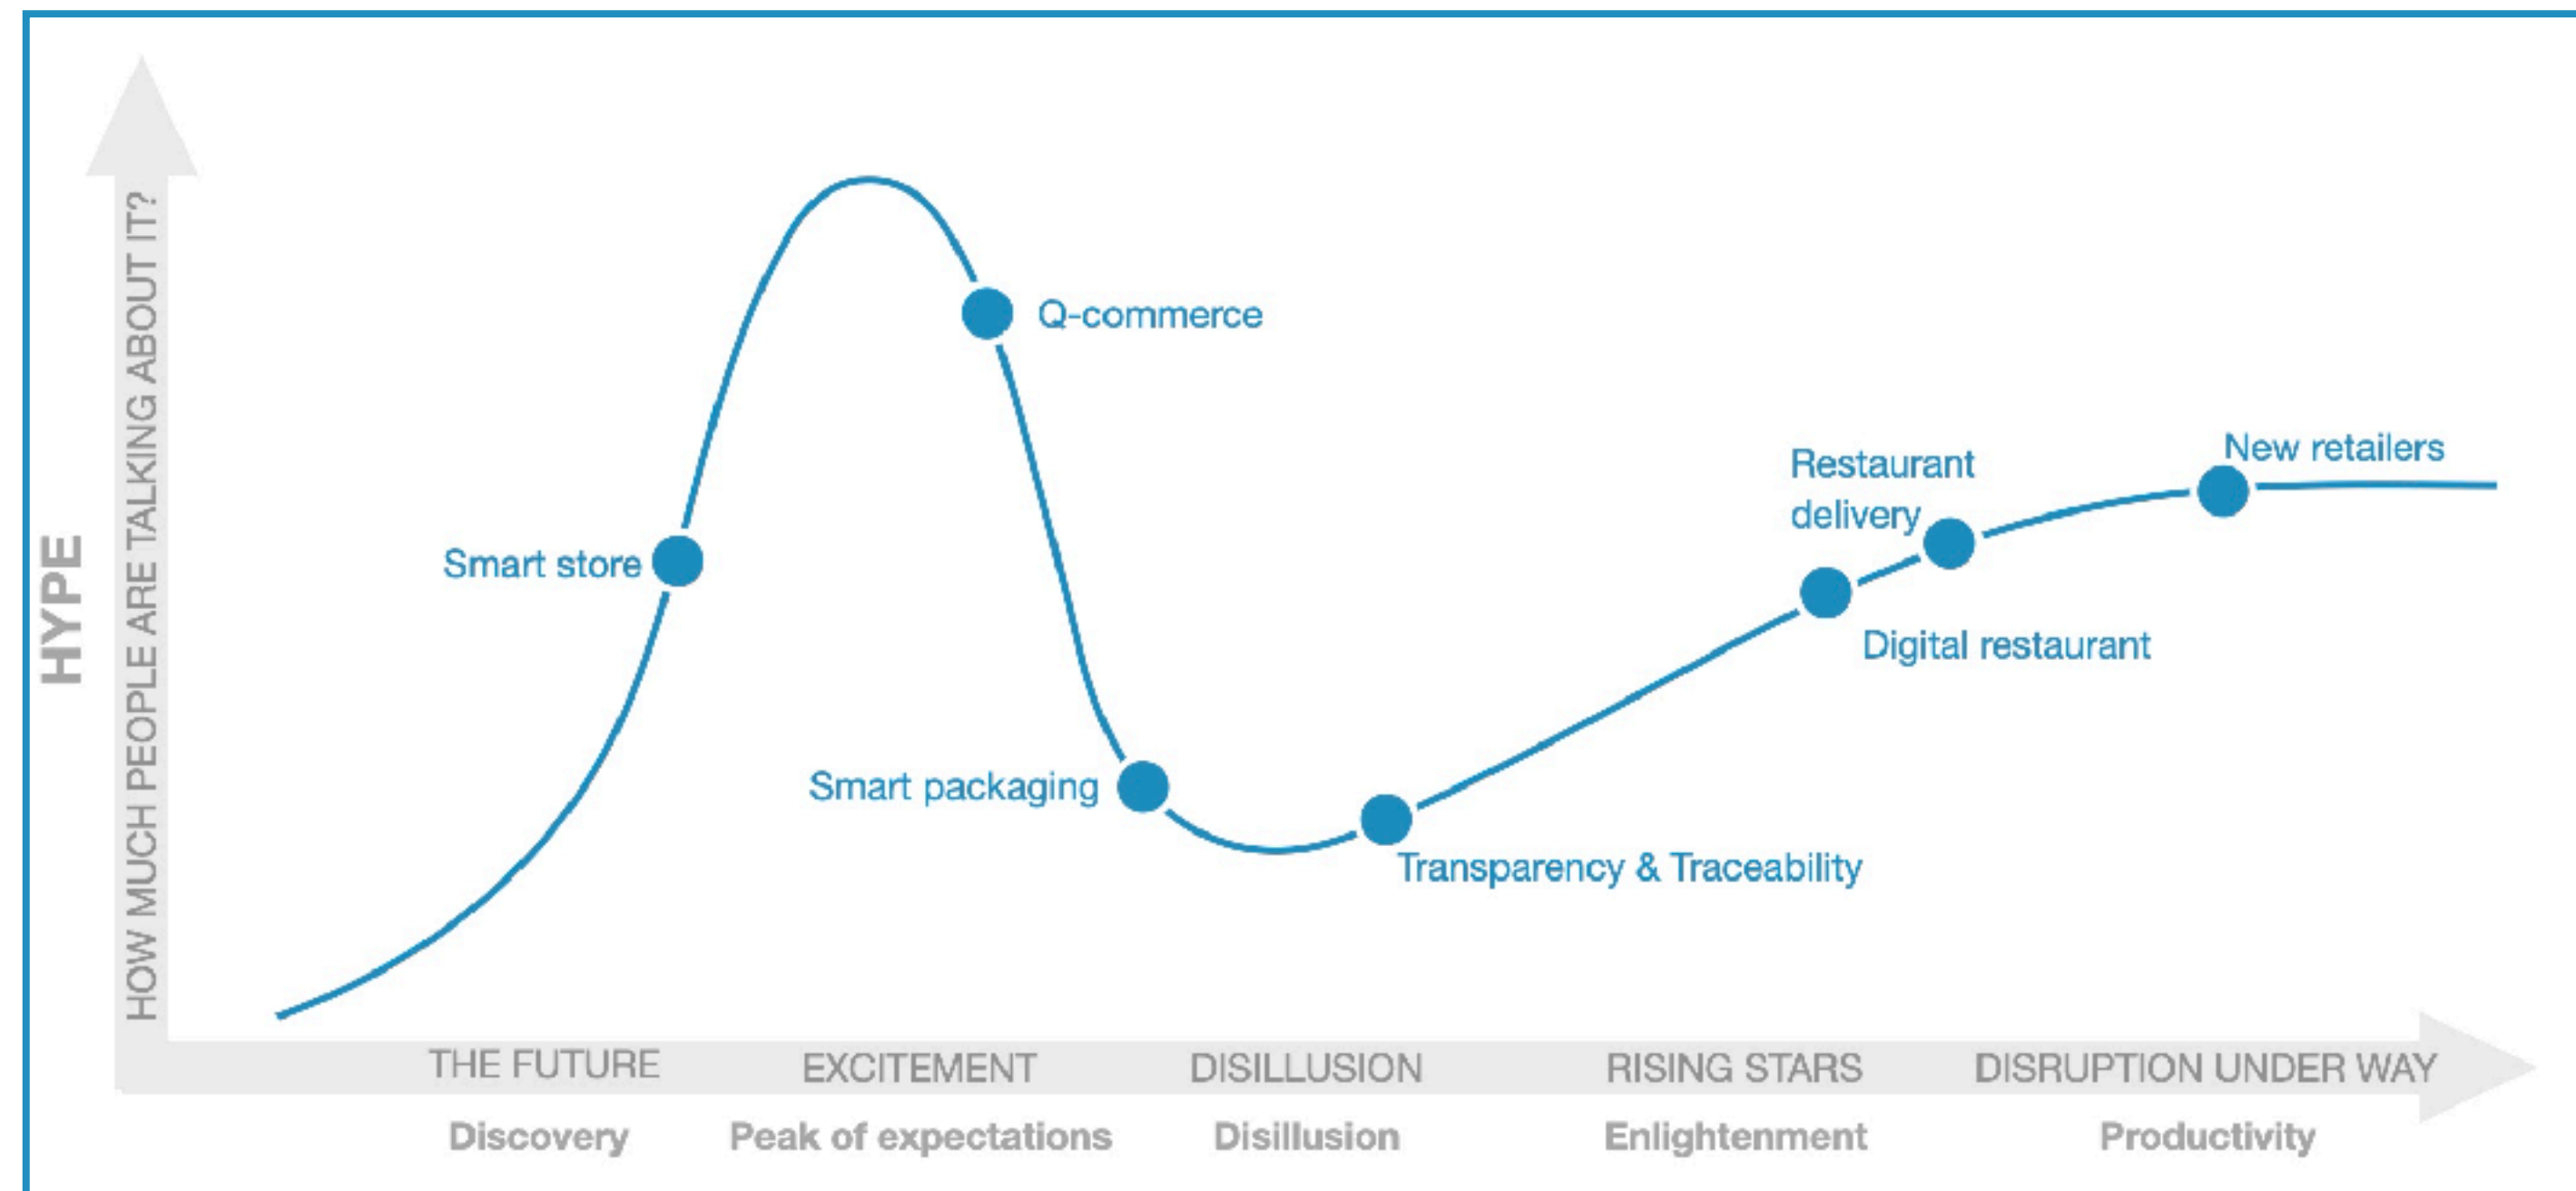 HYPE
HOW MUCH PEOPLE ARE TALKING ABOUT IT?
Q-commerce
Smart store
Restaurant
delivery
New retailers
Digital restaurant
Smart packaging
Transparency & Traceability
THE FUTURE
EXCITEMENT
DISILLUSION
RISING STARS
DISRUPTION UNDER WAY
Discovery
Peak of expectations
Disillusion
Enlightenment
Productivity